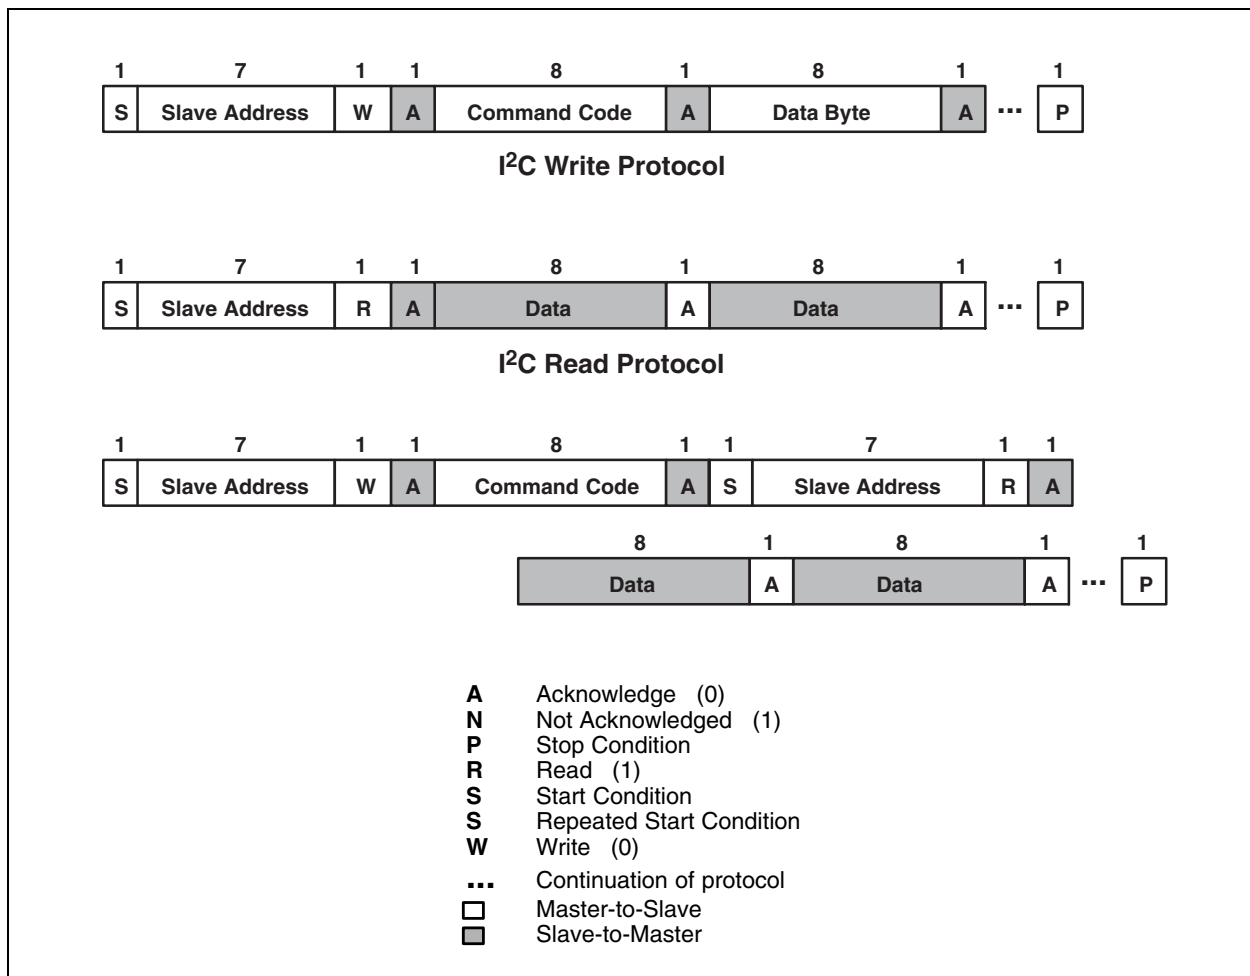 1 7 1 1 8 1 8 1 1
S Slave Address W A Command Code A Data Byte A ... P
I2C Write Protocol
1 7 1 1 8 1 8 1 1
S Slave Address R A Data A Data A ... P
I2C Read Protocol
1 7 1 1 8 1 1 7 1 1
S Slave Address W A Command Code A S Slave Address R A
8 1 8 1 1
Data A Data A ... P
A Acknowledge (0)
N Not Acknowledged (1)
P Stop Condition
R Read (1)
S Start Condition
S Repeated Start Condition
W Write (0)
... Continuation of protocol
Master-to-Slave
Slave-to-Master